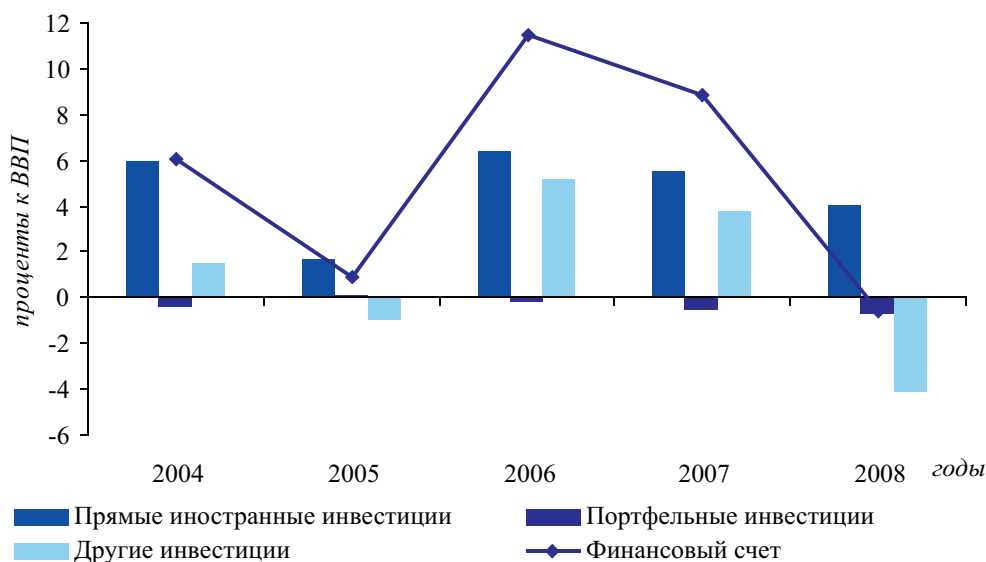 12
10
8
6
4
2
0
-2
-4
-6
проценты к ВВП
2004 2005 2006 2007 2008 годы
Прямые иностранные инвестиции Портфельные инвестиции
Другие инвестиции Финансовый счет